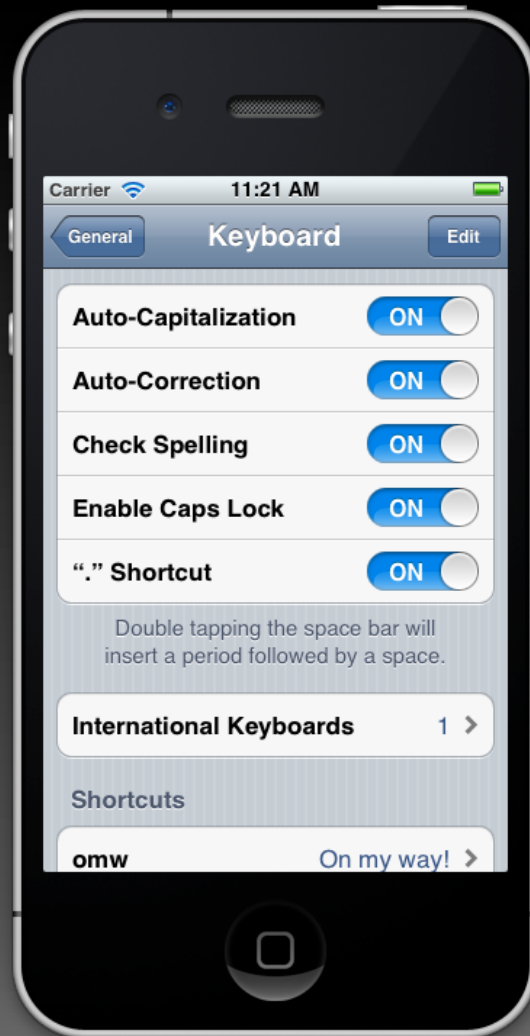 Carrier 11:21 AM
General Keyboard Edit
Auto-Capitalization ON
Auto-Correction ON
Check Spelling ON
Enable Caps Lock ON
“.” Shortcut ON
Double tapping the space bar will
insert a period followed by a space.
International Keyboards 1
Shortcuts
omw On my way!